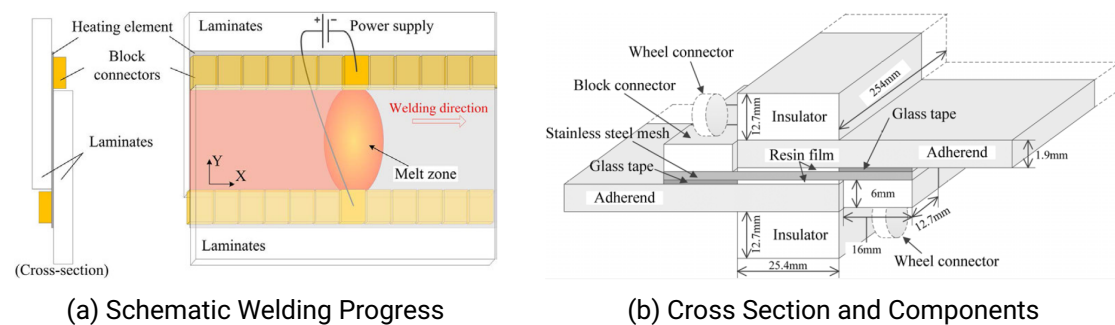 Heating element
Block
connectors
Laminates
(Cross-section)
Laminates
+
−
Power supply
Welding direction
Y
X
Melt zone
Laminates
(a) Schematic Welding Progress
Wheel connector
Block connector
Stainless steel mesh
Glass tape
Adherend
12.7mm
Insulator
254mm
Glass tape
Resin film
Adherend
1.9mm
6mm
12.7mm
12.7mm
Insulator
16mm
Wheel connector
25.4mm
(b) Cross Section and Components